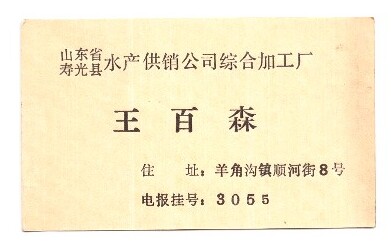 山东省
寿光县 水产供销公司综合加工厂
王百森
住 址：羊角沟镇顺河街8号
电报挂号：3055